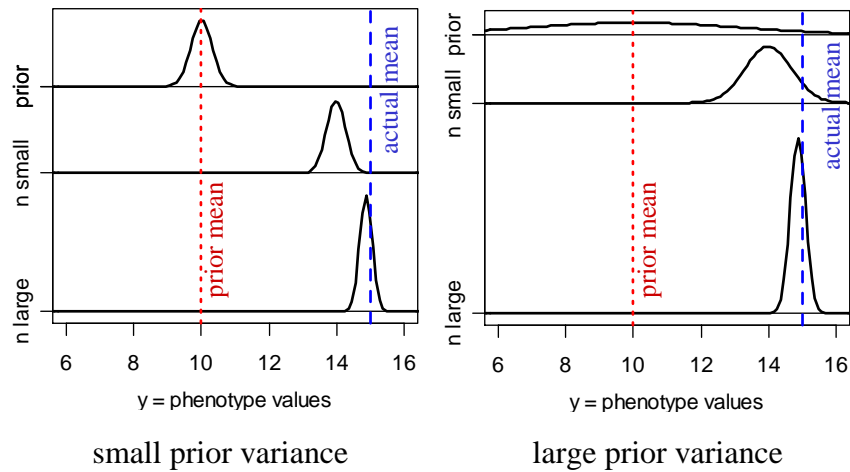 prior
n small
n large
prior mean
actual mean
6 8 10 12 14 16
y = phenotype values
small prior variance
prior
n small
n large
prior mean
actual mean
6 8 10 12 14 16
y = phenotype values
large prior variance